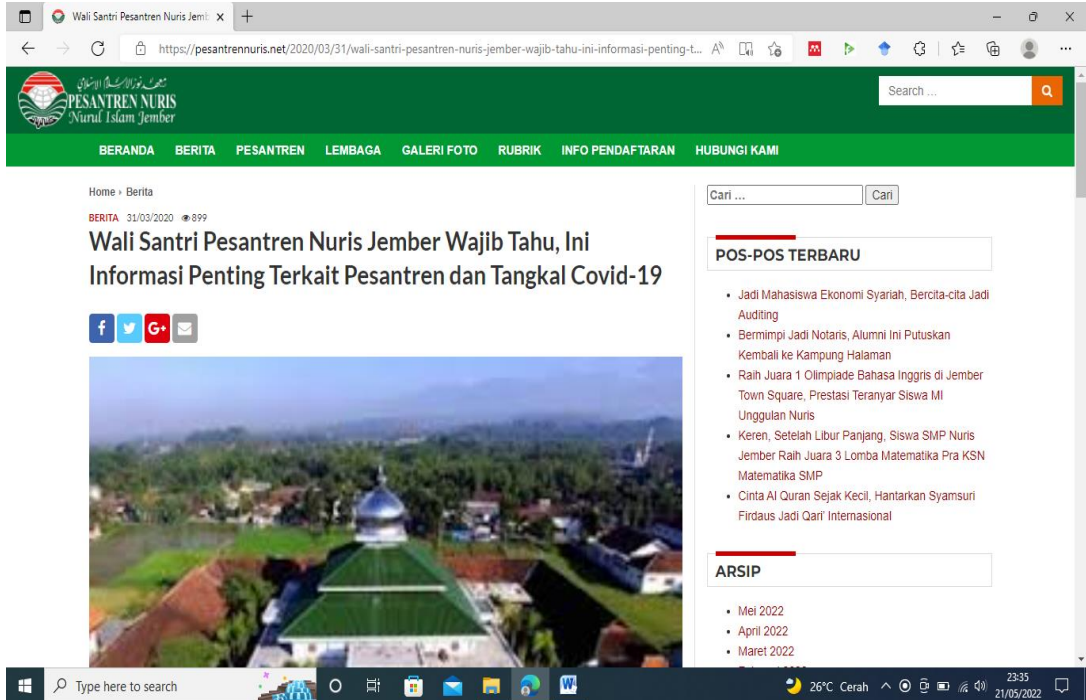 Wali Santri Pesantren Nuris Jemb
https://pesantrennuris.net/2020/03/31/wali-santri-pesantren-nuris-jember-wajib-tahu-ini-informasi-penting-t...
PESANTREN NURIS
Nurul Islam Jember
Search ...
BERANDA BERITA PESANTREN LEMBAGA GALERI FOTO RUBRIK INFO PENDAFTARAN HUBUNGI KAMI
Home › Berita
BERITA 31/03/2020 899
Wali Santri Pesantren Nuris Jember Wajib Tahu, Ini
Informasi Penting Terkait Pesantren dan Tangkal Covid-19
Cari ... Cari
POS-POS TERBARU
• Jadi Mahasiswa Ekonomi Syariah, Bercita-cita Jadi
Auditing
• Bermimpi Jadi Notaris, Alumni Ini Putuskan
Kembali ke Kampung Halaman
• Raih Juara 1 Olimpiade Bahasa Inggris di Jember
Town Square, Prestasi Teranyar Siswa MI
Unggulan Nuris
• Keren, Setelah Libur Panjang, Siswa SMP Nuris
Jember Raih Juara 3 Lomba Matematika Pra KSN
Matematika SMP
• Cinta Al Quran Sejak Kecil, Hantarkan Syamsuri
Firdaus Jadi Qari' Internasional
ARSIP
• Mei 2022
• April 2022
• Maret 2022
Type here to search
26°C Cerah
23:35
21/05/2022